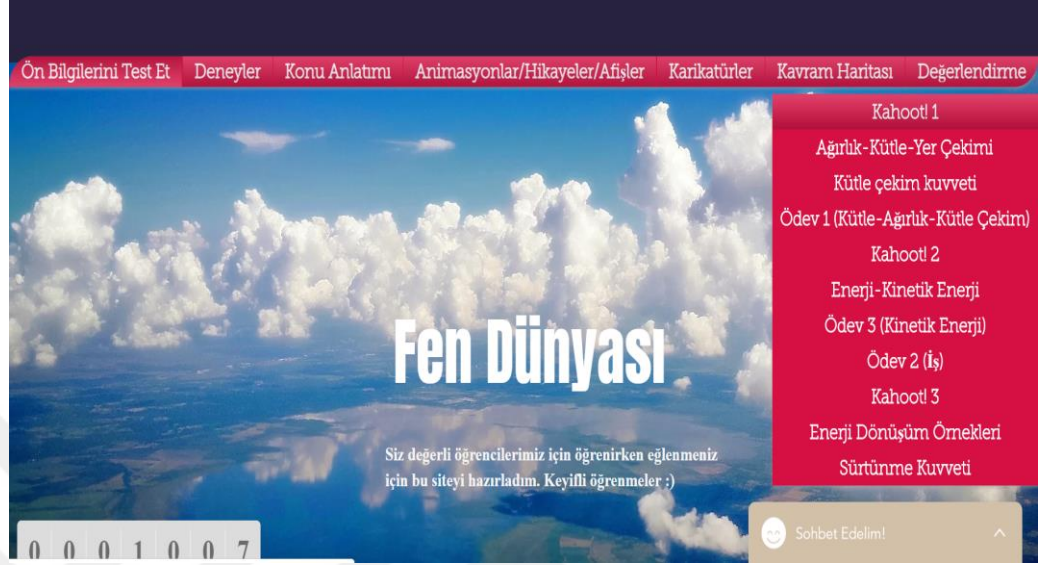 Ön Bilgilerini Test Et Deneyler Konu Anlatımı Animasyonlar/Hikayeler/Afişler Karikatürler Kavram Haritası Değerlendirme
Kahoot! 1
Ağırlık-Kütle-Yer Çekimi
Kütle çekim kuvveti
Ödev 1 (Kütle-Ağırlık-Kütle Çekim)
Kahoot! 2
Enerji-Kinetik Enerji
Ödev 3 (Kinetik Enerji)
Ödev 2 (İş)
Kahoot! 3
Enerji Dönüşüm Örnekleri
Sürtünme Kuvveti
Fen Dünyası
Siz değerli öğrencilerimiz için öğrenirken eğlenmeniz
için bu siteyi hazırladım. Keyifli öğrenmeler :)
0 0 0 1 0 0 7
Sohbet Edelim!